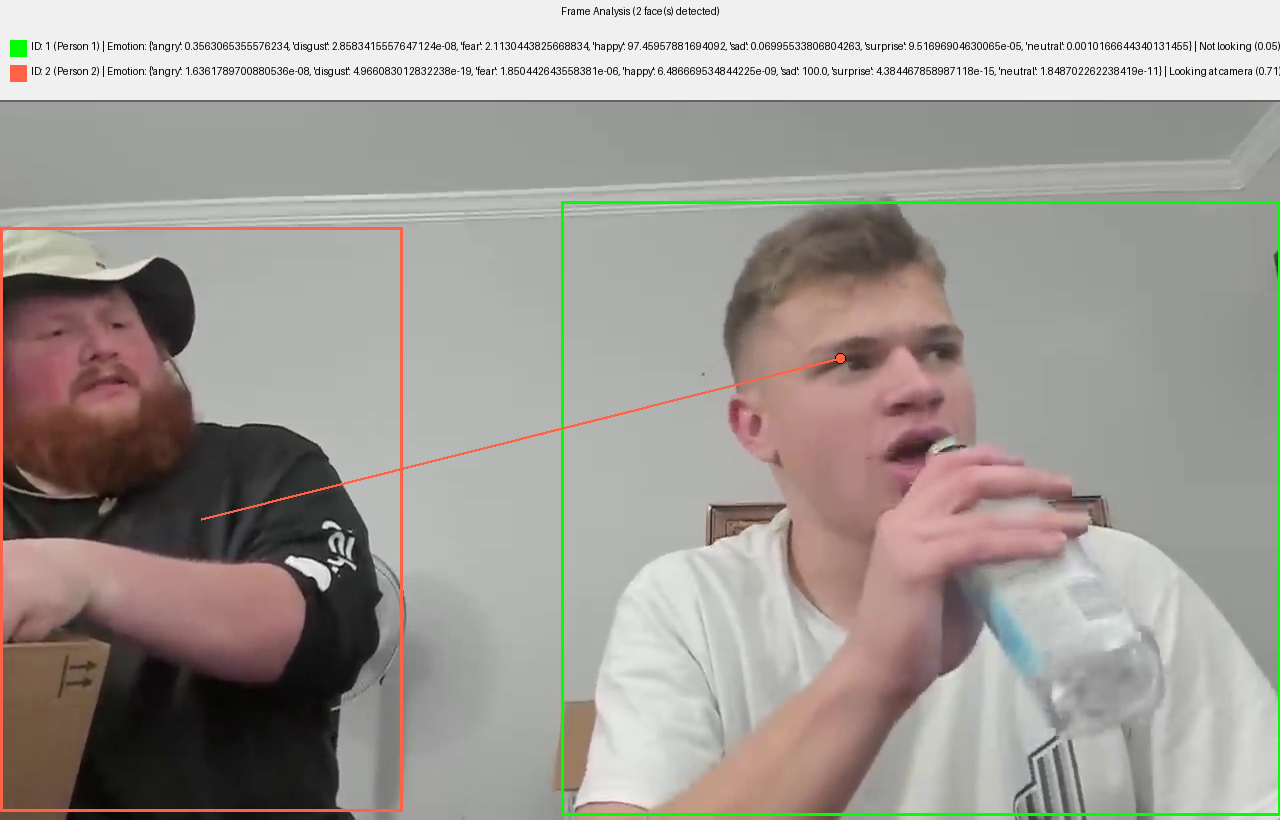 Frame Analysis (2 face(s) detected)
ID: 1 (Person 1) | Emotion: {'angry': 0.3563065355576234, 'disgust': 2.8583415557647124e-08, 'fear': 2.1130443825668834, 'happy': 97.45957881694092, 'sad': 0.06995533806804263, 'surprise': 9.51696904630065e-05, 'neutral': 0.0010166644340131455} | Not looking (0.05)
ID: 2 (Person 2) | Emotion: {'angry': 1.6361789700880536e-08, 'disgust': 4.966083012832238e-19, 'fear': 1.850442643558381e-06, 'happy': 6.486669534844225e-09, 'sad': 100.0, 'surprise': 4.384467858987118e-15, 'neutral': 1.848702262238419e-11} | Looking at camera (0.71)